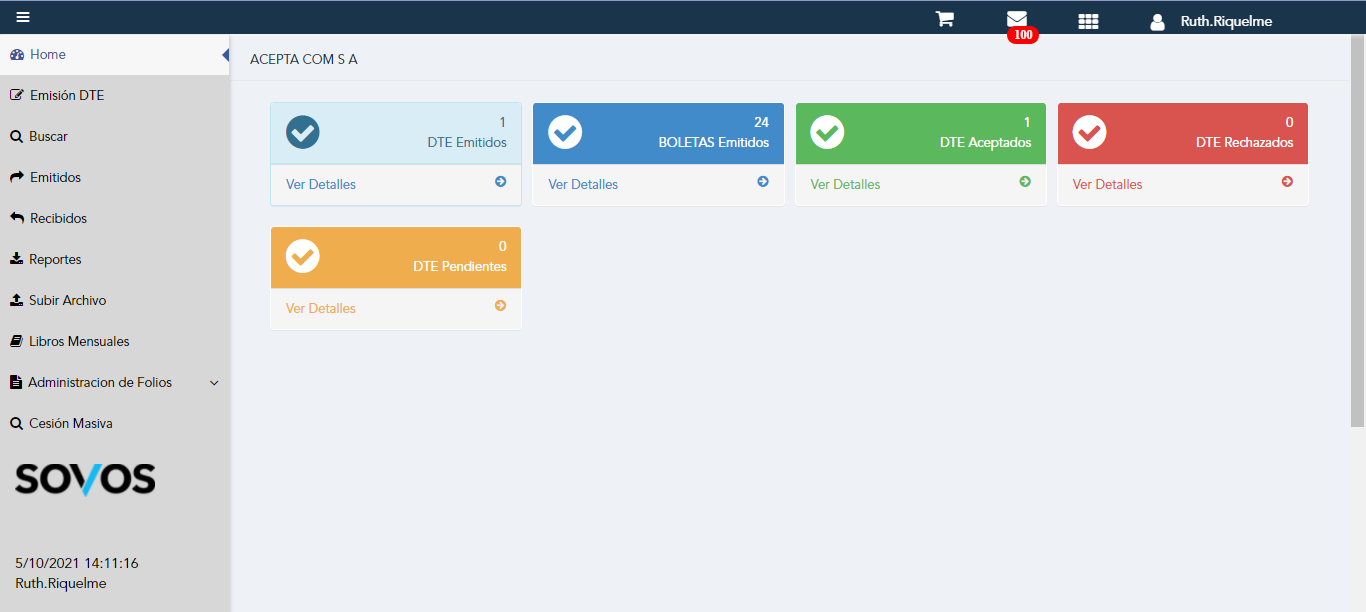 100
Ruth.Riquelme
Home
Emisión DTE
Buscar
Emitidos
Recibidos
Reportes
Subir Archivo
Libros Mensuales
Administracion de Folios
Cesión Masiva
SOVOS
5/10/2021 14:11:16
Ruth.Riquelme
ACEPTA COM S A
1
DTE Emitidos
Ver Detalles
24
BOLETAS Emitidos
Ver Detalles
1
DTE Aceptados
Ver Detalles
0
DTE Rechazados
Ver Detalles
0
DTE Pendientes
Ver Detalles